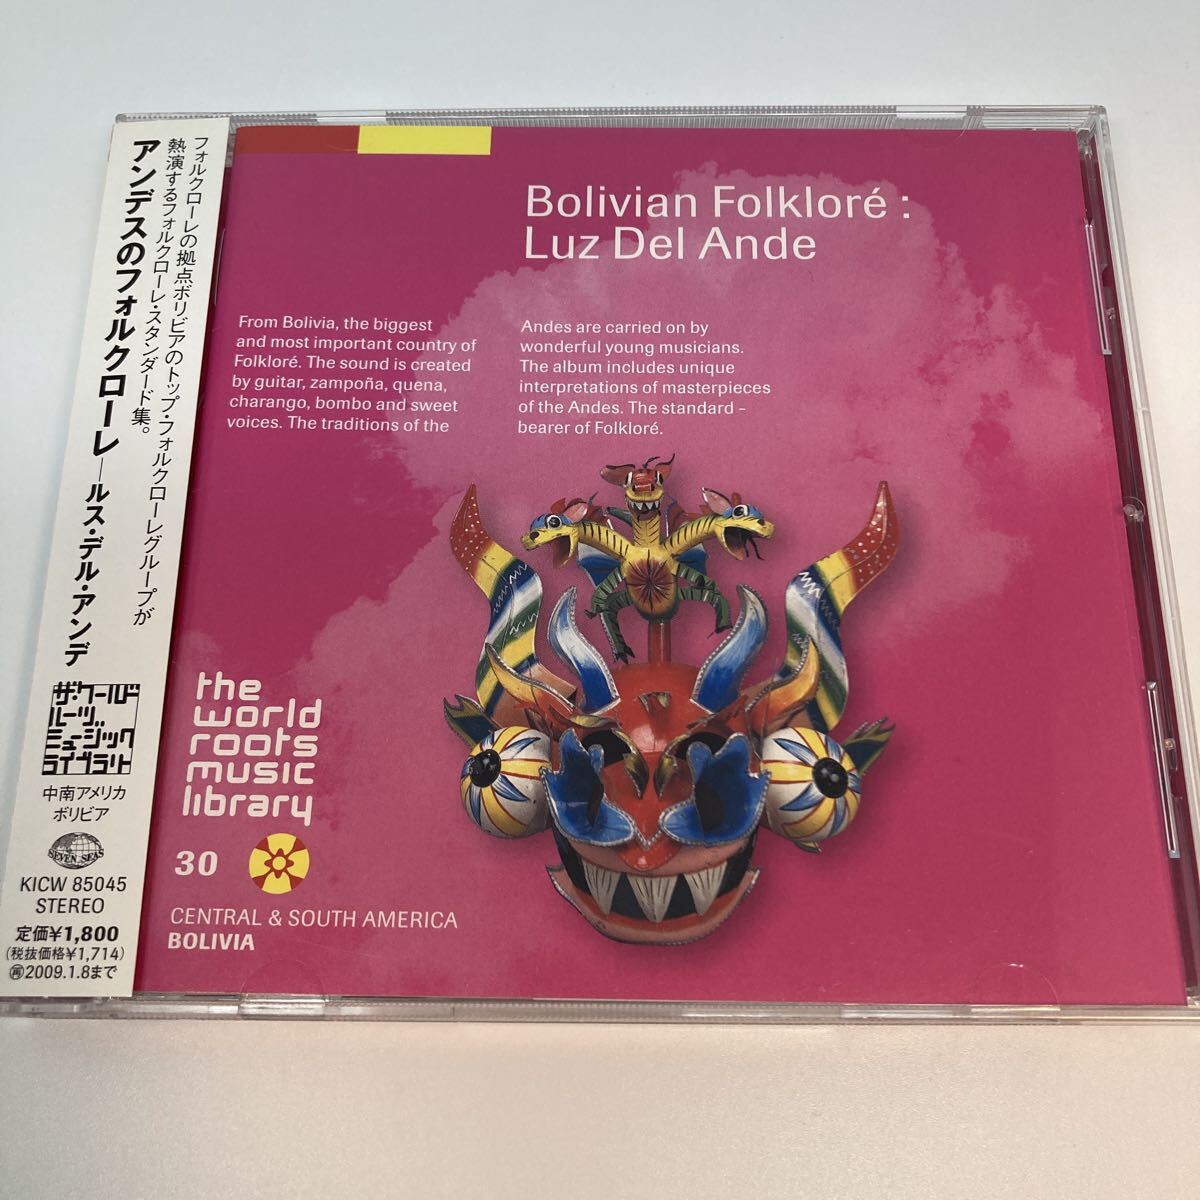 フォルクローレの拠点ボリビアのトップ・フォルクローレグループが
熱演するフォルクローレ・スタンダード集。
アンデスのフォルクローレ―ルス・デル・アンデ
ザ・ワールド
ルーツ
ミュージック
ライブラリー
中南アメリカ
ボリビア
SEVEN SEAS
KICW 85045
STEREO
定価¥1,800
(税抜価格¥1,714)
㋾2009.1.8まで
Bolivian Folkloré :
Luz Del Ande
From Bolivia, the biggest
and most important country of
Folkloré. The sound is created
by guitar, zampoña, quena,
charango, bombo and sweet
voices. The traditions of the
Andes are carried on by
wonderful young musicians.
The album includes unique
interpretations of masterpieces
of the Andes. The standard -
bearer of Folkloré.
the
world
roots
music
library
30
CENTRAL & SOUTH AMERICA
BOLIVIA